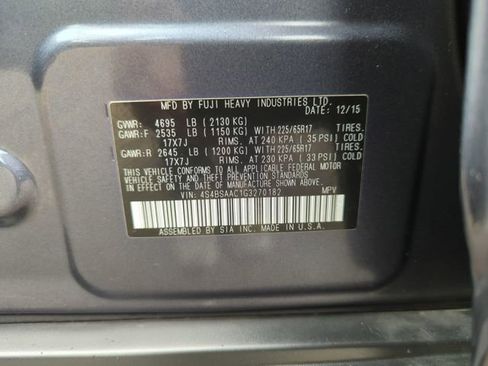 MFD BY FUJI HEAVY INDUSTRIES LTD.
DATE: 12/15
GVWR: 4695 LB (2130 KG)
GAWR:F 2535 LB (1150 KG) WITH 225/65R17 TIRES.
17X7J RIMS. AT 240 KPA (35 PSI) COLD
GAWR:R 2645 LB (1200 KG) WITH 225/65R17 TIRES.
17X7J RIMS. AT 230 KPA (33 PSI) COLD
THIS VEHICLE CONFORMS TO ALL APPLICABLE FEDERAL MOTOR
VEHICLE SAFETY AND THEFT PREVENTION STANDARDS
IN EFFECT ON THE DATE OF MANUFACTURE SHOWN ABOVE.
VIN: 4S4BSAAC1G3270182 MPV
ASSEMBLED BY SIA INC. MADE IN U.S.A.